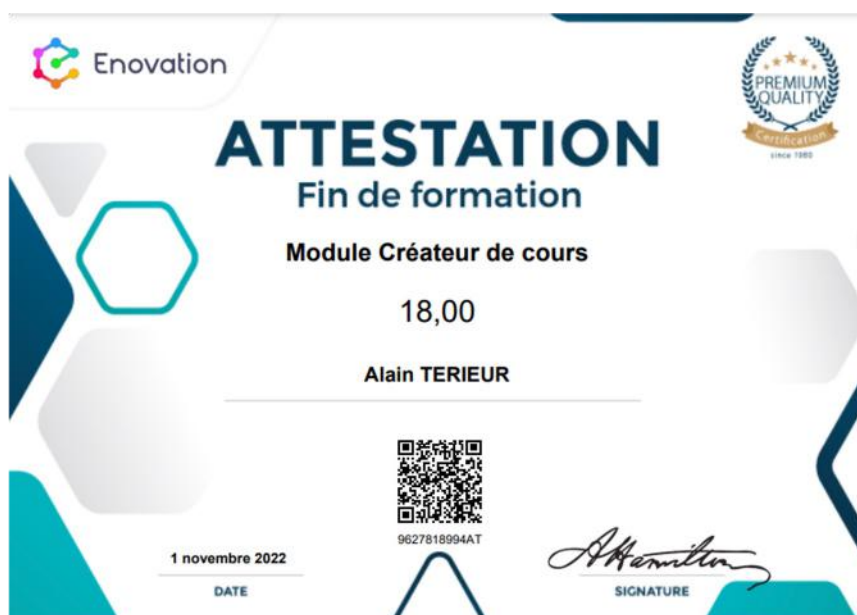 Enovation
PREMIUM
QUALITY
Certification
since 1980
ATTESTATION
Fin de formation
Module Créateur de cours
18,00
Alain TERIEUR
9627818994AT
1 novembre 2022
DATE
AHamilton
SIGNATURE